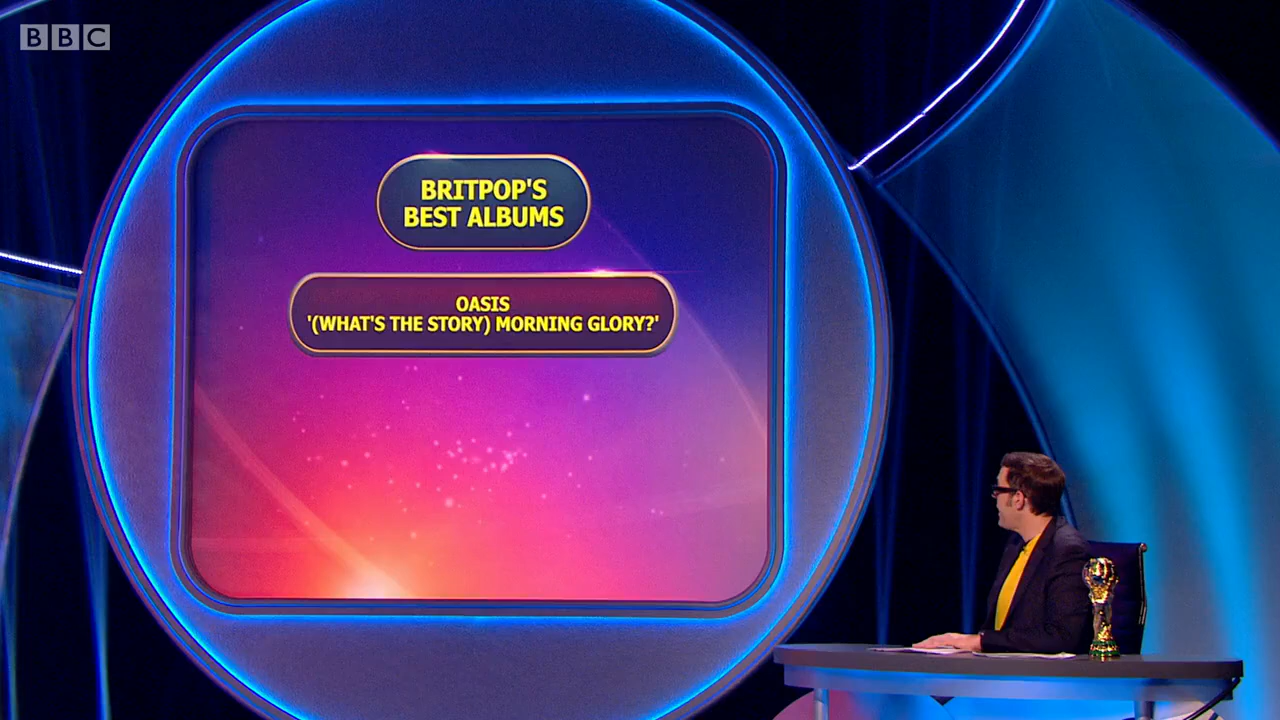 BBC
BRITPOP'S
BEST ALBUMS
OASIS
'(WHAT'S THE STORY) MORNING GLORY?'